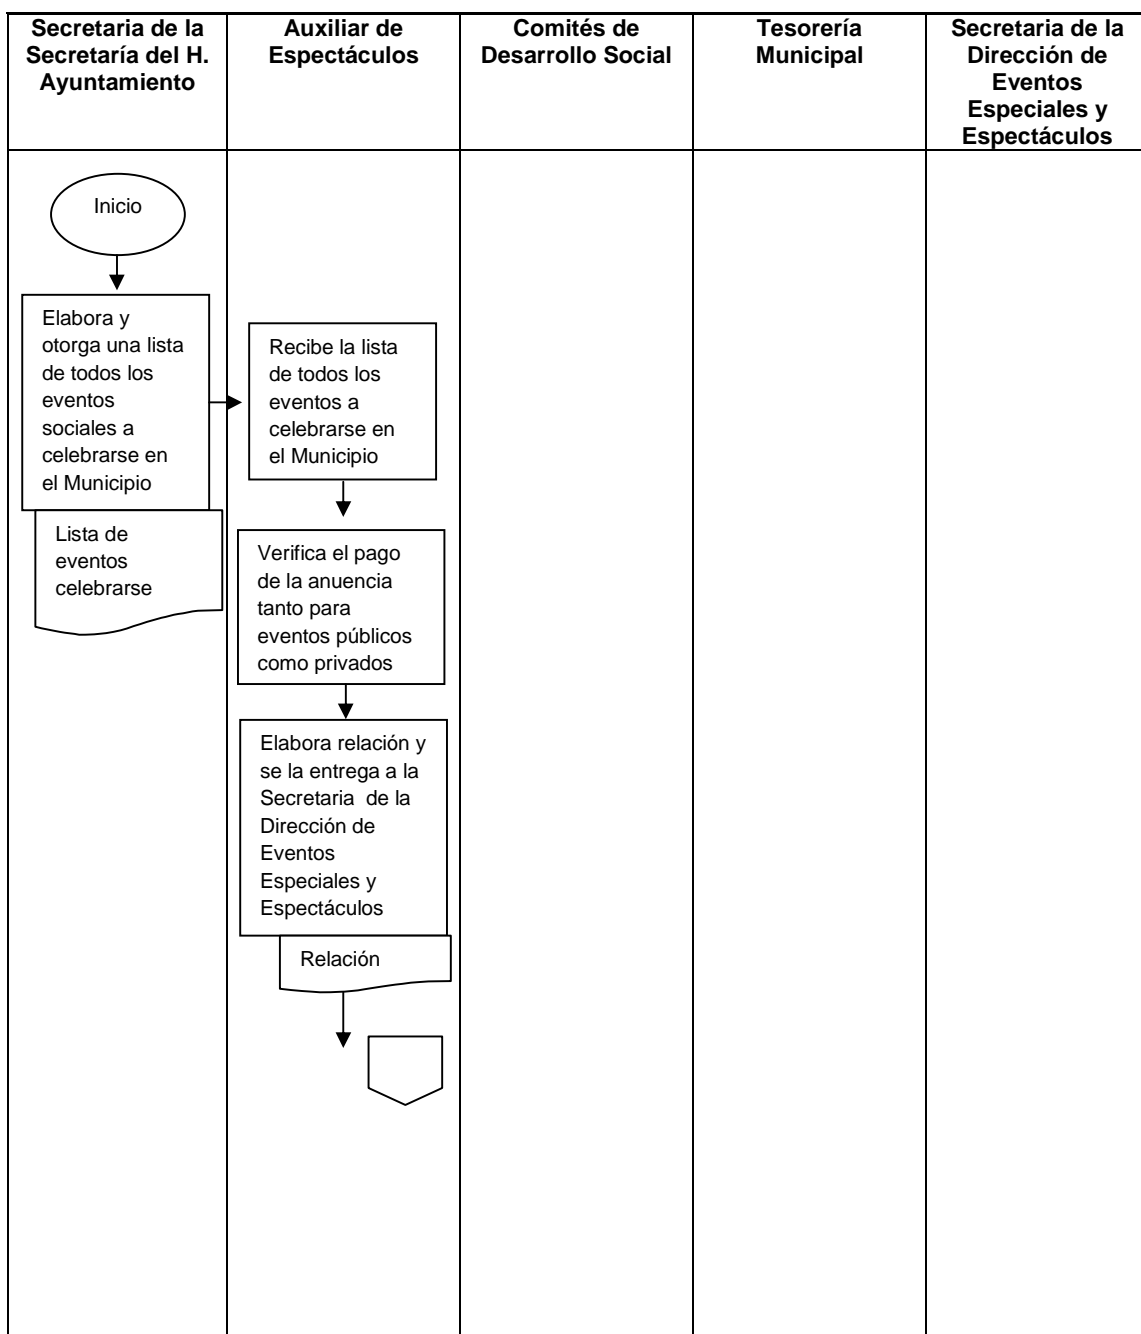 Secretaria de la
Secretaría del H.
Ayuntamiento
Auxiliar de
Espectáculos
Comités de
Desarrollo Social
Tesorería
Municipal
Secretaria de la
Dirección de
Eventos
Especiales y
Espectáculos
Inicio
Elabora y
otorga una lista
de todos los
eventos
sociales a
celebrarse en
el Municipio
Lista de
eventos
celebrarse
Recibe la lista
de todos los
eventos a
celebrarse en
el Municipio
Verifica el pago
de la anuencia
tanto para
eventos públicos
como privados
Elabora relación y
se la entrega a la
Secretaria de la
Dirección de
Eventos
Especiales y
Espectáculos
Relación